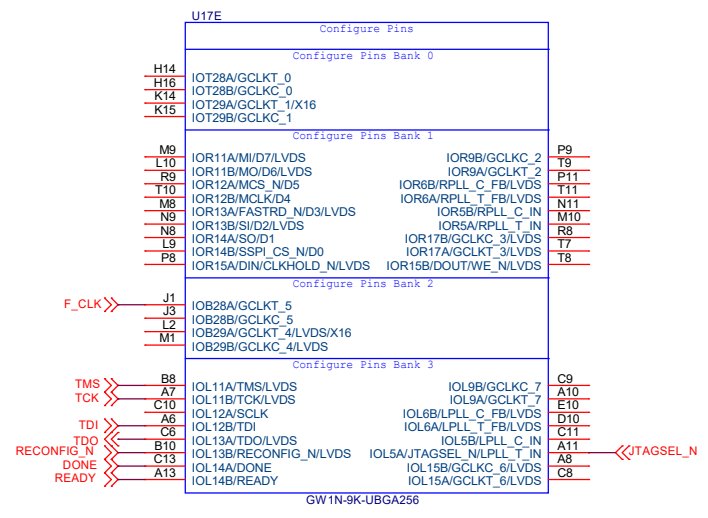 U17E
Configure Pins
Configure Pins Bank 0
H14 IOT28A/GCLKT_0
H16 IOT28B/GCLKC_0
K14 IOT29A/GCLKT_1/X16
K15 IOT29B/GCLKC_1
Configure Pins Bank 1
M9 IOR11A/MI/D7/LVDS IOR9B/GCLKC_2 P9
L10 IOR11B/MO/D6/LVDS IOR9A/GCLKT_2 T9
R9 IOR12A/MCS_N/D5 IOR6B/RPLL_C_FB/LVDS P11
T10 IOR12B/MCLK/D4 IOR6A/RPLL_T_FB/LVDS T11
M8 IOR13A/FASTRD_N/D3/LVDS IOR5B/RPLL_C_IN N11
N9 IOR13B/SI/D2/LVDS IOR5A/RPLL_T_IN M10
N8 IOR14A/SO/D1 IOR17B/GCLKC_3/LVDS R8
L9 IOR14B/SSPI_CS_N/D0 IOR17A/GCLKT_3/LVDS T7
P8 IOR15A/DIN/CLKHOLD_N/LVDS IOR15B/DOUT/WE_N/LVDS T8
Configure Pins Bank 2
F_CLK J1 IOB28A/GCLKT_5
J3 IOB28B/GCLKC_5
L2 IOB29A/GCLKT_4/LVDS/X16
M1 IOB29B/GCLKC_4/LVDS
Configure Pins Bank 3
TMS B8 IOL11A/TMS/LVDS IOL9B/GCLKC_7 C9
TCK A7 IOL11B/TCK/LVDS IOL9A/GCLKT_7 A10
C10 IOL12A/SCLK IOL6B/LPLL_C_FB/LVDS E10
TDI A6 IOL12B/TDI IOL6A/LPLL_T_FB/LVDS D10
TDO C6 IOL13A/TDO/LVDS IOL5B/LPLL_C_IN C11
RECONFIG_N B10 IOL13B/RECONFIG_N/LVDS IOL5A/JTAGSEL_N/LPLL_T_IN A11 JTAGSEL_N
DONE C13 IOL14A/DONE IOL15B/GCLKC_6/LVDS A8
READY A13 IOL14B/READY IOL15A/GCLKT_6/LVDS C8
GW1N-9K-UBGA256